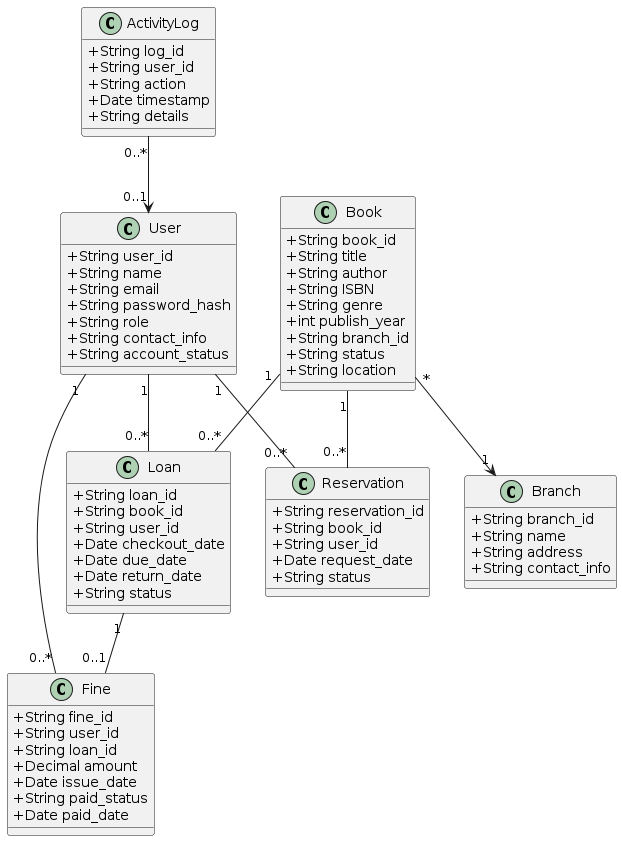 C ActivityLog
+String log_id
+String user_id
+String action
+Date timestamp
+String details
0..*
0..1
C User
+String user_id
+String name
+String email
+String password_hash
+String role
+String contact_info
+String account_status
C Book
+String book_id
+String title
+String author
+String ISBN
+String genre
+int publish_year
+String branch_id
+String status
+String location
1
1
1
1
1
*
0..*
0..*
0..*
0..*
1
C Loan
+String loan_id
+String book_id
+String user_id
+Date checkout_date
+Date due_date
+Date return_date
+String status
C Reservation
+String reservation_id
+String book_id
+String user_id
+Date request_date
+String status
C Branch
+String branch_id
+String name
+String address
+String contact_info
1
0..*
0..1
C Fine
+String fine_id
+String user_id
+String loan_id
+Decimal amount
+Date issue_date
+String paid_status
+Date paid_date